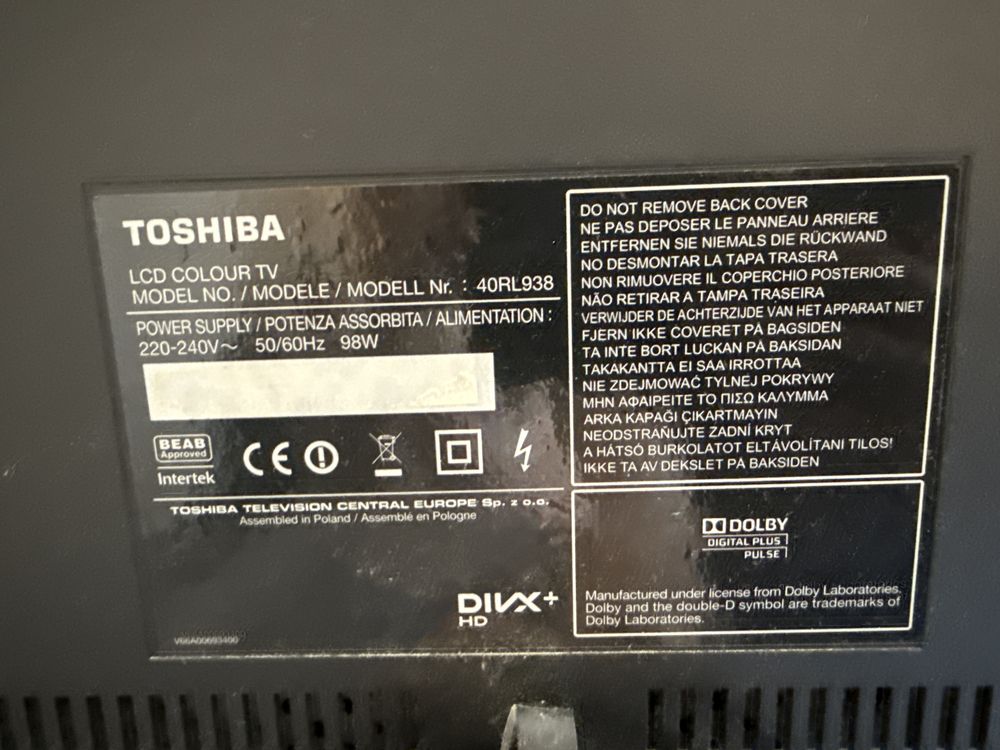 TOSHIBA
LCD COLOUR TV
MODEL NO. / MODELE / MODELL Nr. : 40RL938
POWER SUPPLY / POTENZA ASSORBITA / ALIMENTATION :
220-240V～ 50/60Hz 98W
BEAB
Approved
Intertek
CE
TOSHIBA TELEVISION CENTRAL EUROPE Sp. z o.o.
Assembled in Poland / Assemblé en Pologne
DIVX+
HD
V66A00693400
DO NOT REMOVE BACK COVER
NE PAS DEPOSER LE PANNEAU ARRIERE
ENTFERNEN SIE NIEMALS DIE RÜCKWAND
NO DESMONTAR LA TAPA TRASERA
NON RIMUOVERE IL COPERCHIO POSTERIORE
NÃO RETIRAR A TAMPA TRASEIRA
VERWIJDER DE ACHTERZIJDE VAN HET APPARAAT NIET
FJERN IKKE COVERET PÅ BAGSIDEN
TA INTE BORT LUCKAN PÅ BAKSIDAN
TAKAKANTTA EI SAA IRROTTAA
NIE ZDEJMOWAĆ TYLNEJ POKRYWY
ΜΗΝ ΑΦΑΙΡΕΙΤΕ ΤΟ ΠΙΣΩ ΚΑΛΥΜΜΑ
ARKA KAPAĞI ÇIKARTMAYIN
NEODSTRAŇUJTE ZADNÍ KRYT
A HÁTSÓ BURKOLATOT ELTÁVOLÍTANI TILOS!
IKKE TA AV DEKSLET PÅ BAKSIDEN
DOLBY
DIGITAL PLUS
PULSE
Manufactured under license from Dolby Laboratories.
Dolby and the double-D symbol are trademarks of
Dolby Laboratories.